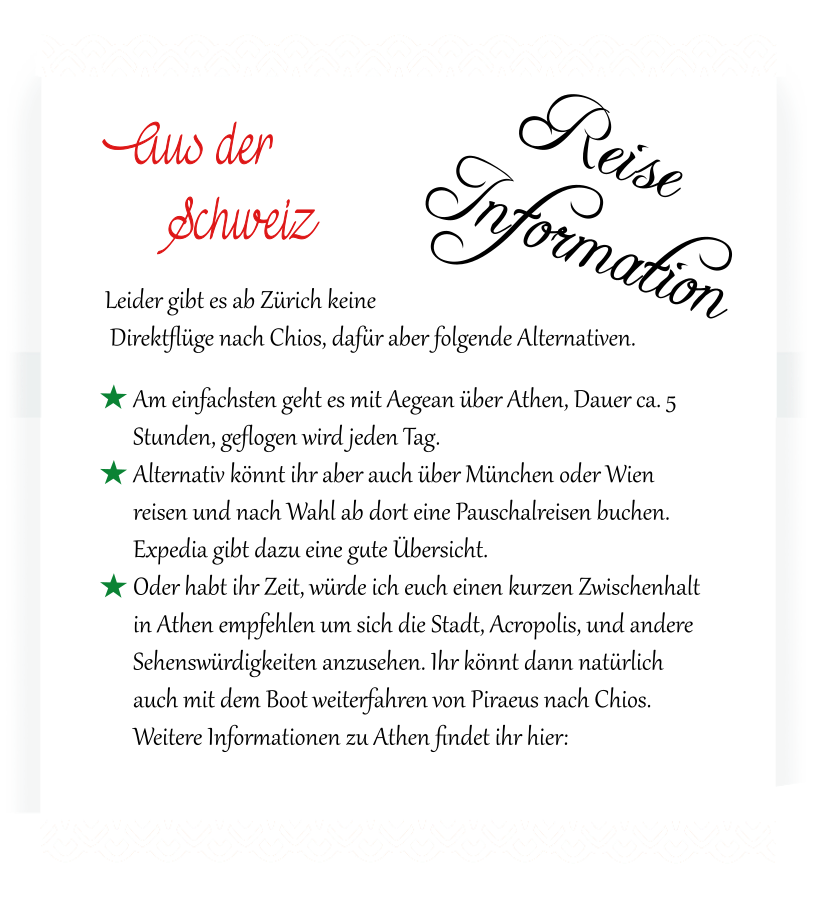 Aus der
Schweiz
Reise
Information
Leider gibt es ab Zürich keine
Direktflüge nach Chios, dafür aber folgende Alternativen.
Am einfachsten geht es mit Aegean über Athen, Dauer ca. 5
Stunden, geflogen wird jeden Tag.
Alternativ könnt ihr aber auch über München oder Wien
reisen und nach Wahl ab dort eine Pauschalreisen buchen.
Expedia gibt dazu eine gute Übersicht.
Oder habt ihr Zeit, würde ich euch einen kurzen Zwischenhalt
in Athen empfehlen um sich die Stadt, Acropolis, und andere
Sehenswürdigkeiten anzusehen. Ihr könnt dann natürlich
auch mit dem Boot weiterfahren von Piraeus nach Chios.
Weitere Informationen zu Athen findet ihr hier: